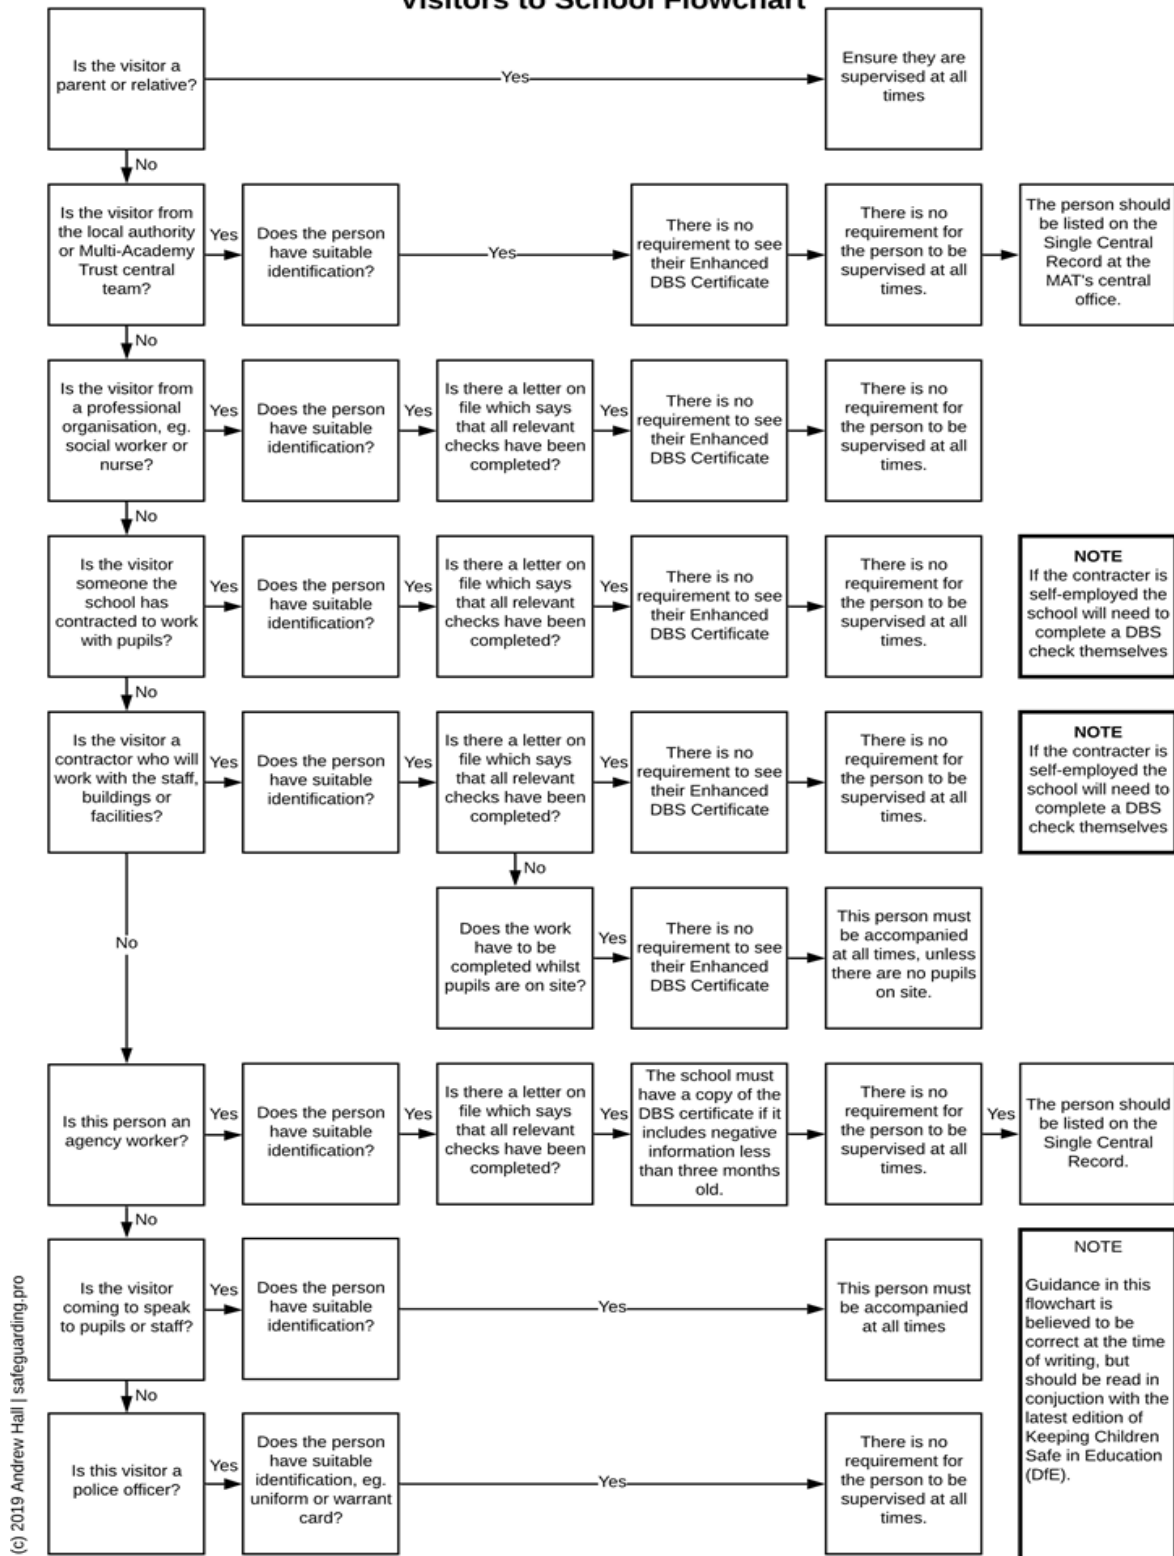 Visitors to School Flowchart
Is the visitor a
parent or relative?
Yes
Ensure they are
supervised at all
times
No
Is the visitor from
the local authority
or Multi-Academy
Trust central
team?
Yes
Does the person
have suitable
identification?
Yes
There is no
requirement to see
their Enhanced
DBS Certificate
There is no
requirement for
the person to be
supervised at all
times.
The person should
be listed on the
Single Central
Record at the
MAT's central
office.
No
Is the visitor from
a professional
organisation, eg.
social worker or
nurse?
Yes
Does the person
have suitable
identification?
Yes
Is there a letter on
file which says
that all relevant
checks have been
completed?
Yes
There is no
requirement to see
their Enhanced
DBS Certificate
There is no
requirement for
the person to be
supervised at all
times.
No
Is the visitor
someone the
school has
contracted to work
with pupils?
Yes
Does the person
have suitable
identification?
Yes
Is there a letter on
file which says
that all relevant
checks have been
completed?
Yes
There is no
requirement to see
their Enhanced
DBS Certificate
There is no
requirement for
the person to be
supervised at all
times.
NOTE
If the contracter is
self-employed the
school will need to
complete a DBS
check themselves
No
Is the visitor a
contractor who will
work with the staff,
buildings or
facilities?
Yes
Does the person
have suitable
identification?
Yes
Is there a letter on
file which says
that all relevant
checks have been
completed?
Yes
There is no
requirement to see
their Enhanced
DBS Certificate
There is no
requirement for
the person to be
supervised at all
times.
NOTE
If the contracter is
self-employed the
school will need to
complete a DBS
check themselves
No
No
Does the work
have to be
completed whilst
pupils are on site?
Yes
There is no
requirement to see
their Enhanced
DBS Certificate
This person must
be accompanied
at all times, unless
there are no pupils
on site.
Is this person an
agency worker?
Yes
Does the person
have suitable
identification?
Yes
Is there a letter on
file which says
that all relevant
checks have been
completed?
Yes
The school must
have a copy of the
DBS certificate if it
includes negative
information less
than three months
old.
There is no
requirement for
the person to be
supervised at all
times.
Yes
The person should
be listed on the
Single Central
Record.
No
Is the visitor
coming to speak
to pupils or staff?
Yes
Does the person
have suitable
identification?
Yes
This person must
be accompanied
at all times
NOTE
Guidance in this
flowchart is
believed to be
correct at the time
of writing, but
should be read in
conjuction with the
latest edition of
Keeping Children
Safe in Education
(DfE).
No
Is this visitor a
police officer?
Yes
Does the person
have suitable
identification, eg.
uniform or warrant
card?
Yes
There is no
requirement for
the person to be
supervised at all
times.
(c) 2019 Andrew Hall | safeguarding.pro